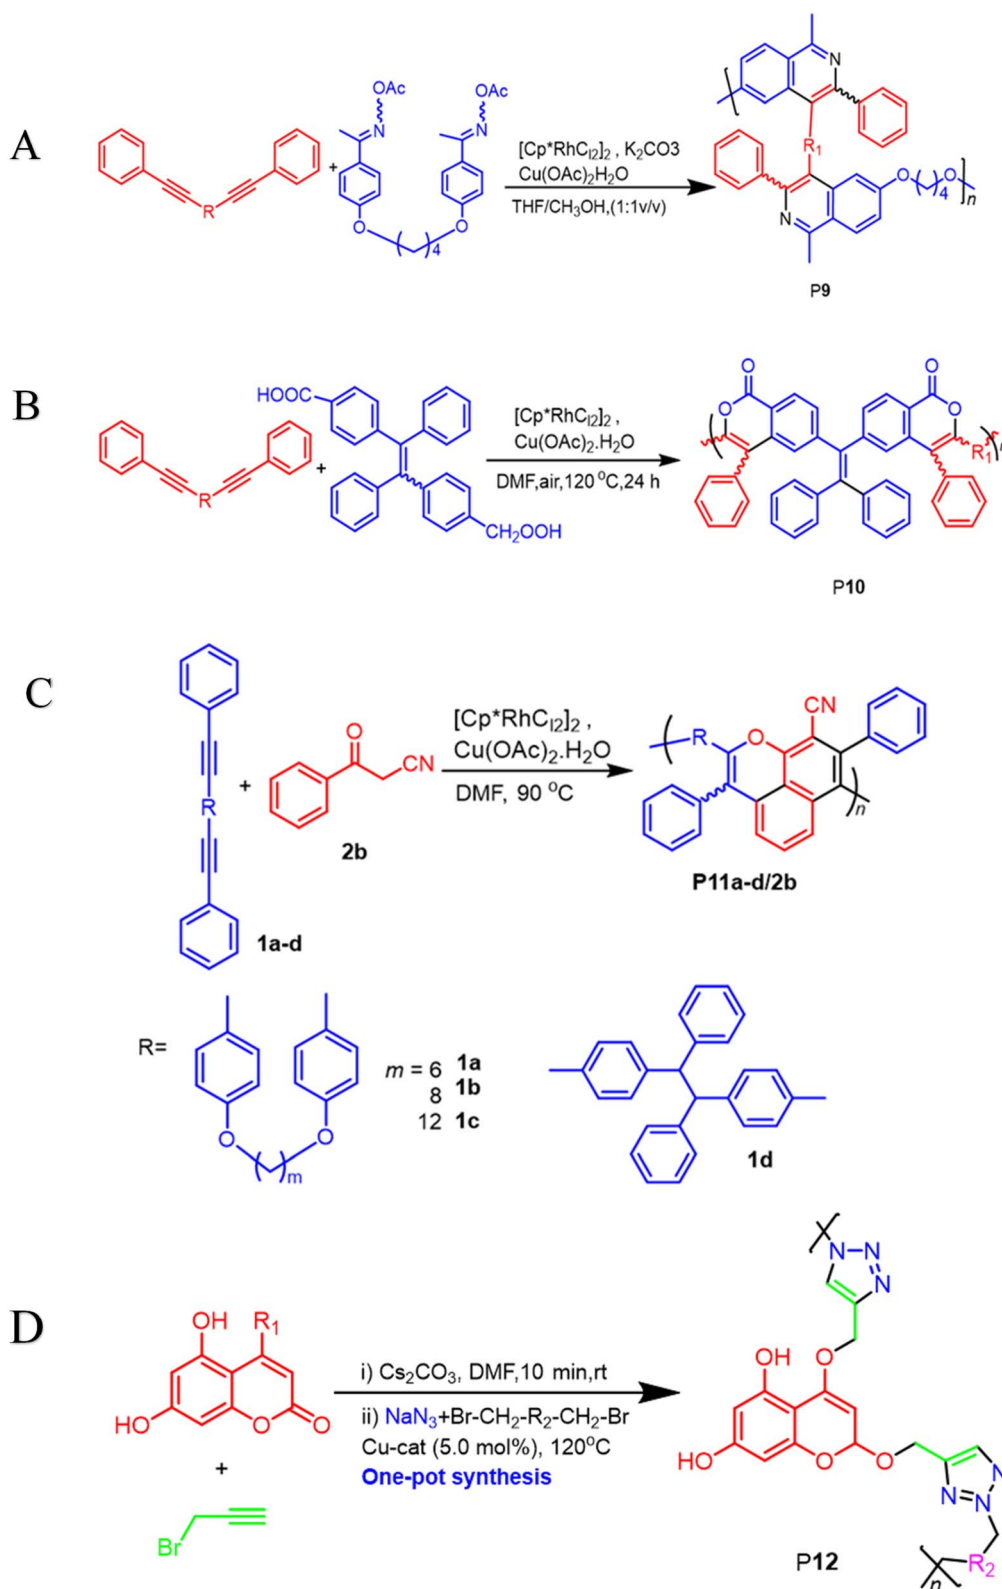 A
OAc
OAc
N
N
R
O
O
4
+
[Cp*RhCl2]2 , K2CO3
Cu(OAc)2H2O
THF/CH3OH,(1:1v/v)
N
R1
N
O
4
O
n
P9
B
HOOC
R
+
CH2OOH
[Cp*RhCl2]2 ,
Cu(OAc)2.H2O
DMF,air,120 oC,24 h
O
O
O
O
R1
n
P10
C
R
1a-d
+
O
CN
2b
[Cp*RhCl2]2 ,
Cu(OAc)2.H2O
DMF, 90 oC
R
O
CN
n
P11a-d/2b
R=
O
O
m
m = 6 1a
8 1b
12 1c
1d
D
OH
R1
HO
O
O
+
Br
i) Cs2CO3, DMF,10 min,rt
ii) NaN3+Br-CH2-R2-CH2-Br
Cu-cat (5.0 mol%), 120oC
One-pot synthesis
N
N
N
OH
O
HO
O
O
N
N
N
R2
n
P12